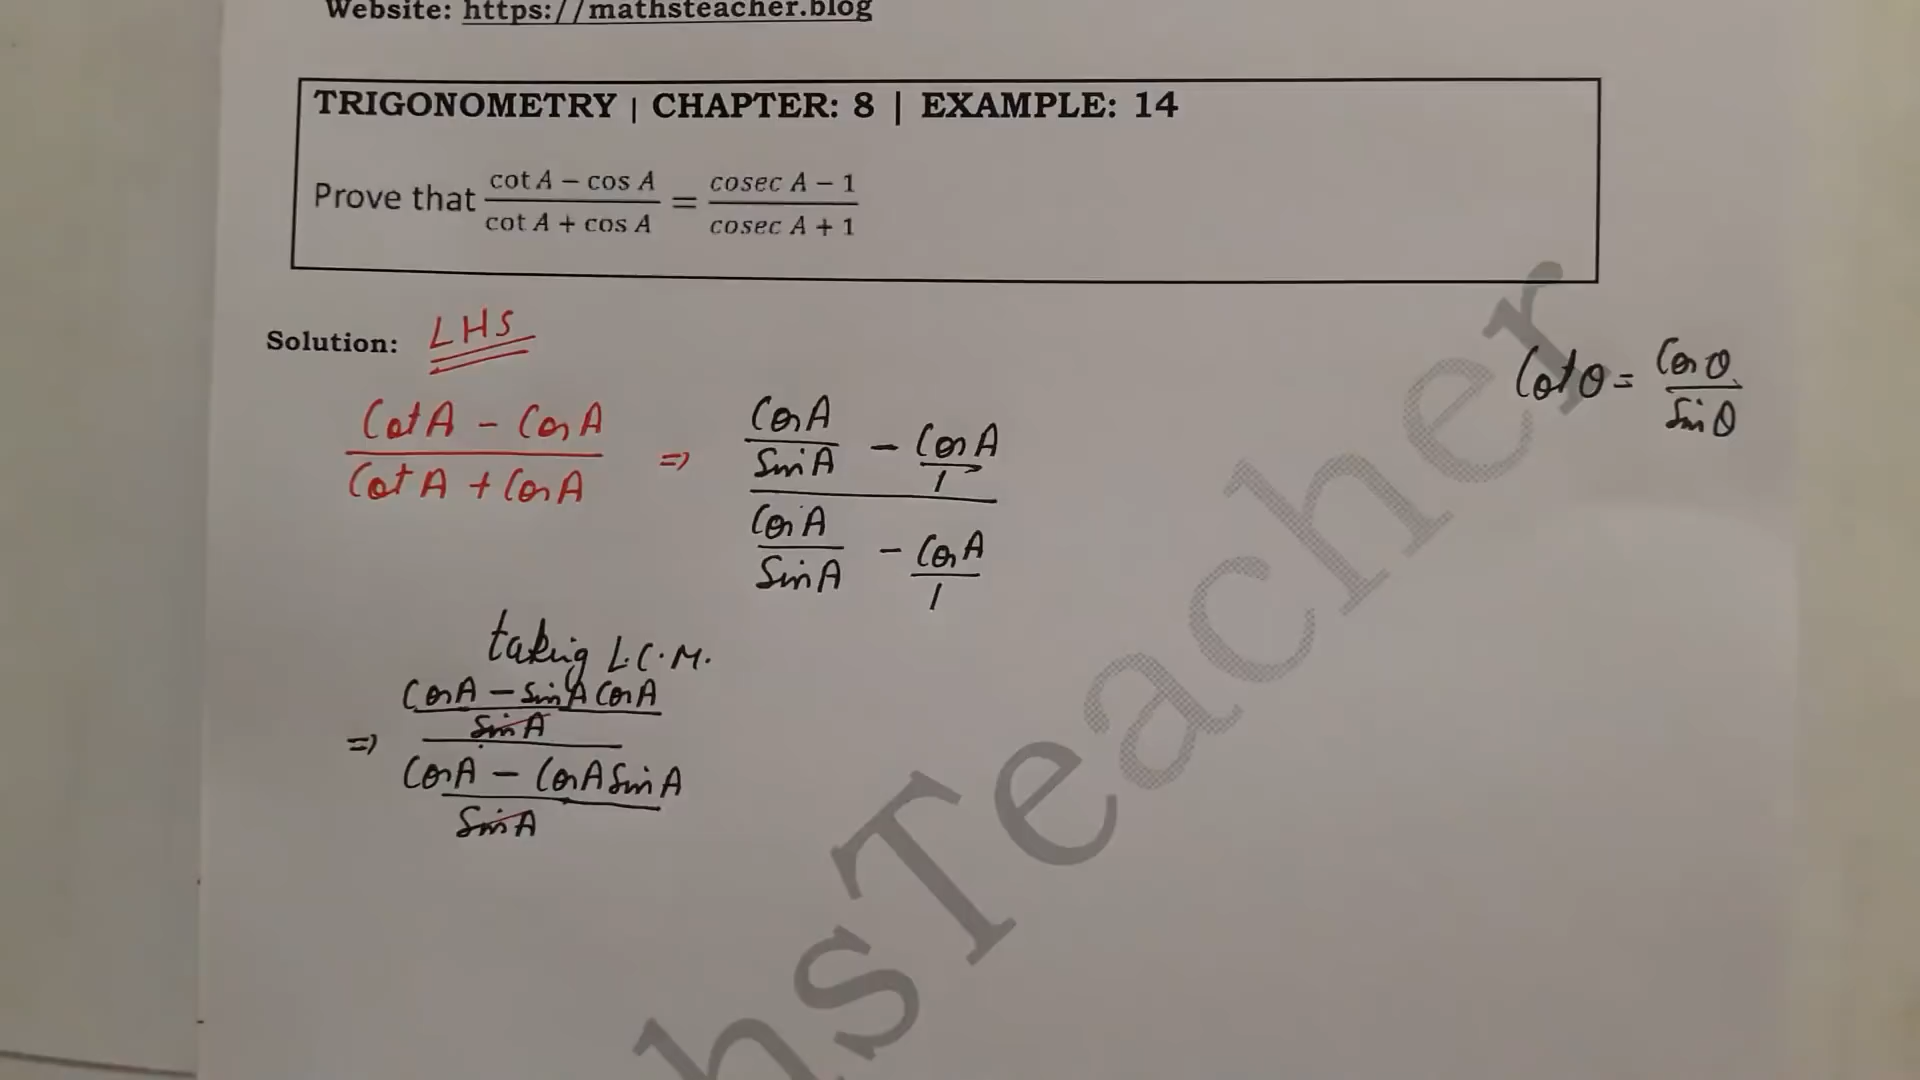 Website: https://mathsteacher.blog
TRIGONOMETRY | CHAPTER: 8 | EXAMPLE: 14
Prove that (cot A − cos A)/(cot A + cos A) = (cosec A − 1)/(cosec A + 1)
Solution: LHS
(Cot A − Cos A)/(Cot A + Cos A) ⇒ (Cos A/Sin A − Cos A/1)/(Cos A/Sin A − Cos A/1)
Cot θ = Cos θ/Sin θ
taking L.C.M.
⇒ ((Cos A − Sin A Cos A)/Sin A)/((Cos A − Cos A Sin A)/Sin A)
hsTeacher